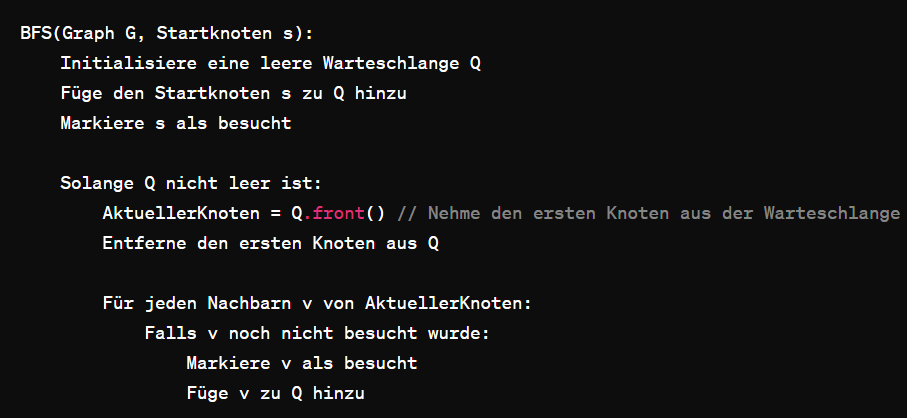 BFS(Graph G, Startknoten s):
Initialisiere eine leere Warteschlange Q
Füge den Startknoten s zu Q hinzu
Markiere s als besucht
Solange Q nicht leer ist:
AktuellerKnoten = Q.front() // Nehme den ersten Knoten aus der Warteschlange
Entferne den ersten Knoten aus Q
Für jeden Nachbarn v von AktuellerKnoten:
Falls v noch nicht besucht wurde:
Markiere v als besucht
Füge v zu Q hinzu